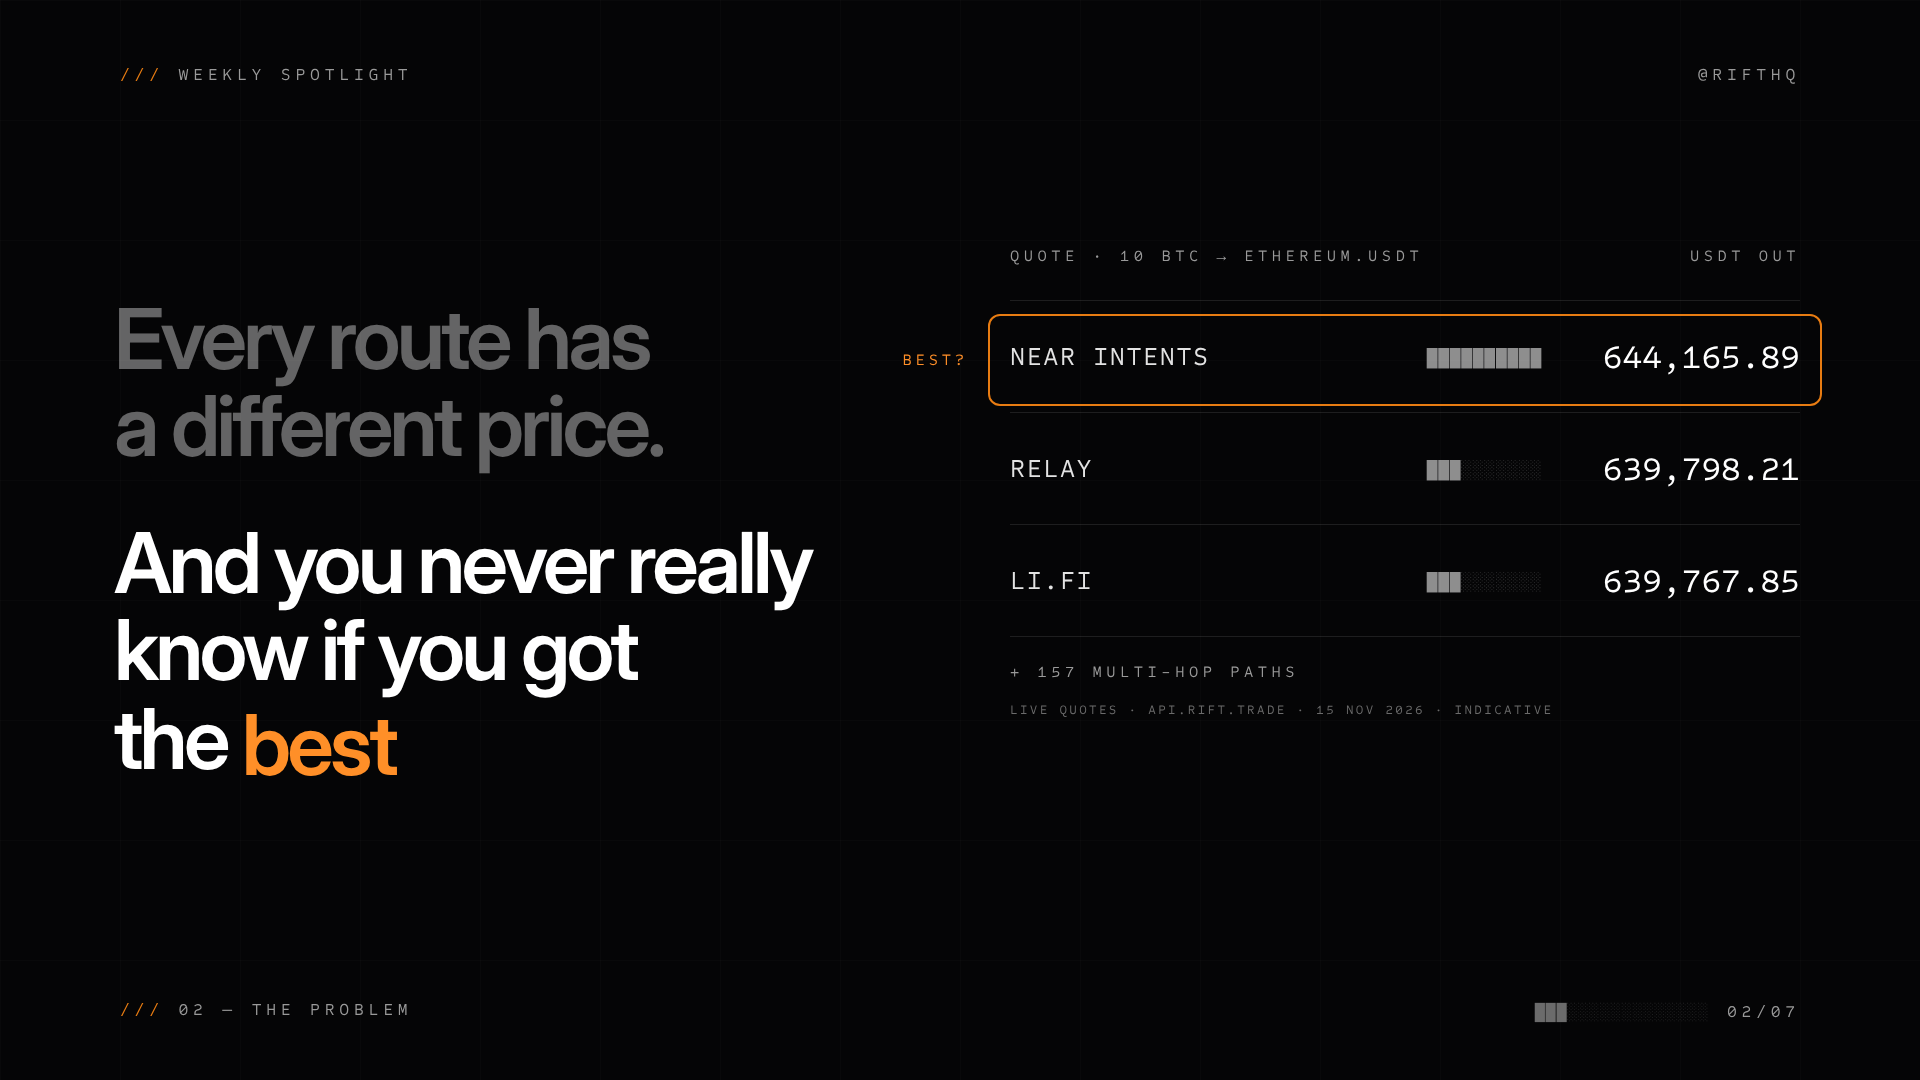 /// WEEKLY SPOTLIGHT
@RIFTHQ
Every route has
a different price.
And you never really
know if you got
the best
QUOTE · 10 BTC → ETHEREUM.USDT
USDT OUT
BEST?
NEAR INTENTS
644,165.89
RELAY
639,798.21
LI.FI
639,767.85
+ 157 MULTI-HOP PATHS
LIVE QUOTES · API.RIFT.TRADE · 15 NOV 2026 · INDICATIVE
/// 02 — THE PROBLEM
02/07